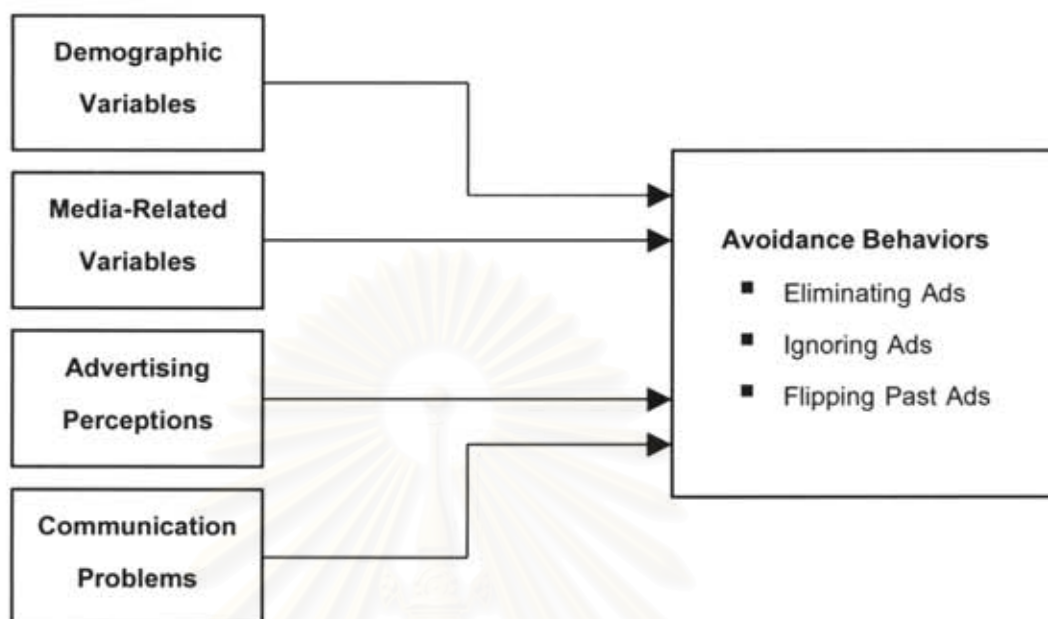 Demographic
Variables
Media-Related
Variables
Advertising
Perceptions
Communication
Problems
Avoidance Behaviors
▪ Eliminating Ads
▪ Ignoring Ads
▪ Flipping Past Ads